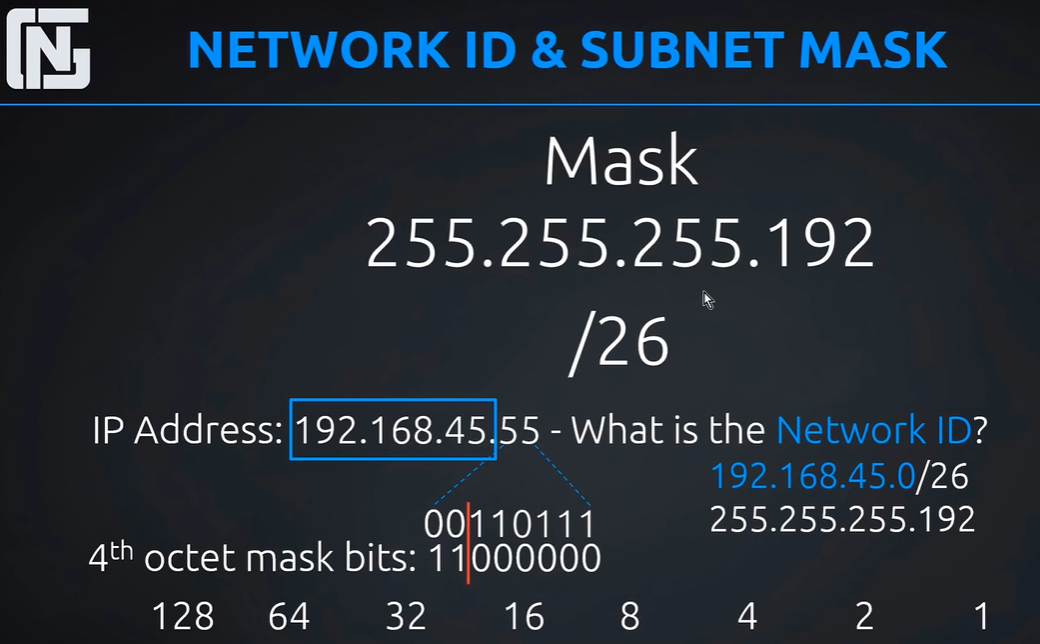 NG
NETWORK ID & SUBNET MASK
Mask
255.255.255.192
/26
IP Address: 192.168.45.55 - What is the Network ID?
192.168.45.0/26
255.255.255.192
00110111
4th octet mask bits: 11000000
128 64 32 16 8 4 2 1